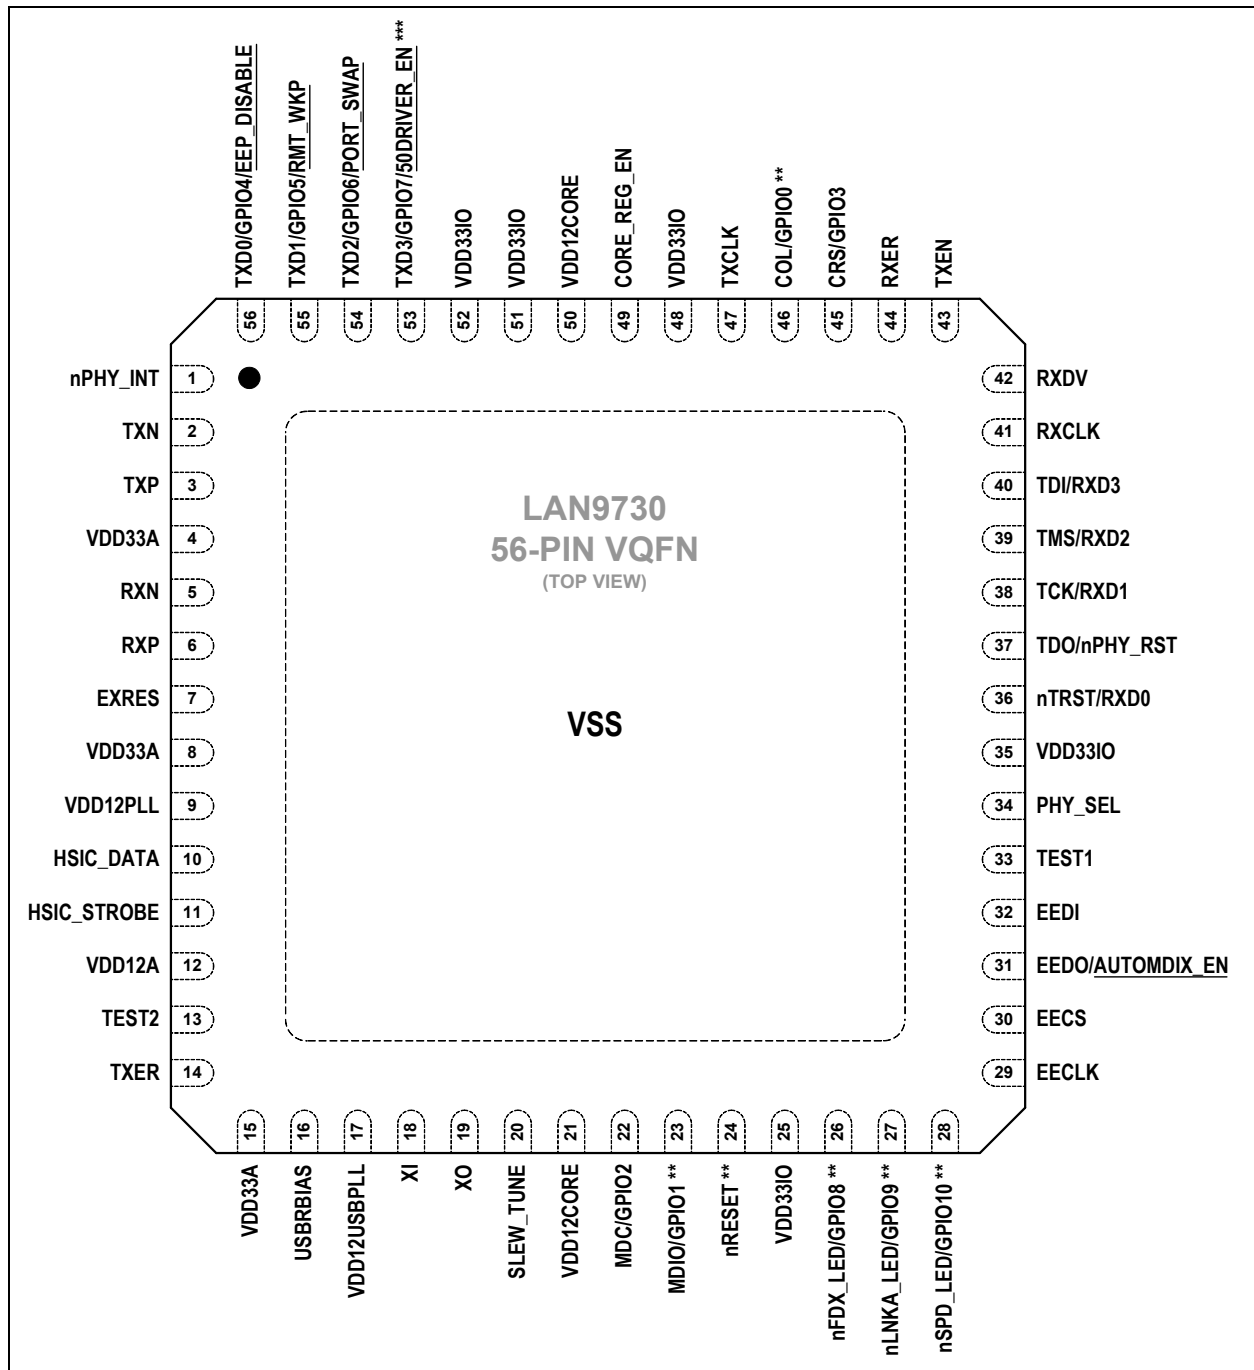 TXD0/GPIO4/EEP_DISABLE
TXD1/GPIO5/RMT_WKP
TXD2/GPIO6/PORT_SWAP
TXD3/GPIO7/50DRIVER_EN ***
VDD33IO
VDD33IO
VDD12CORE
CORE_REG_EN
VDD33IO
TXCLK
COL/GPIO0 **
CRS/GPIO3
RXER
TXEN
56
55
54
53
52
51
50
49
48
47
46
45
44
43
nPHY_INT 1
TXN 2
TXP 3
VDD33A 4
RXN 5
RXP 6
EXRES 7
VDD33A 8
VDD12PLL 9
HSIC_DATA 10
HSIC_STROBE 11
VDD12A 12
TEST2 13
TXER 14
LAN9730
56-PIN VQFN
(TOP VIEW)
VSS
42 RXDV
41 RXCLK
40 TDI/RXD3
39 TMS/RXD2
38 TCK/RXD1
37 TDO/nPHY_RST
36 nTRST/RXD0
35 VDD33IO
34 PHY_SEL
33 TEST1
32 EEDI
31 EEDO/AUTOMDIX_EN
30 EECS
29 EECLK
15
16
17
18
19
20
21
22
23
24
25
26
27
28
VDD33A
USBRBIAS
VDD12USBPLL
XI
XO
SLEW_TUNE
VDD12CORE
MDC/GPIO2
MDIO/GPIO1 **
nRESET **
VDD33IO
nFDX_LED/GPIO8 **
nLNKA_LED/GPIO9 **
nSPD_LED/GPIO10 **